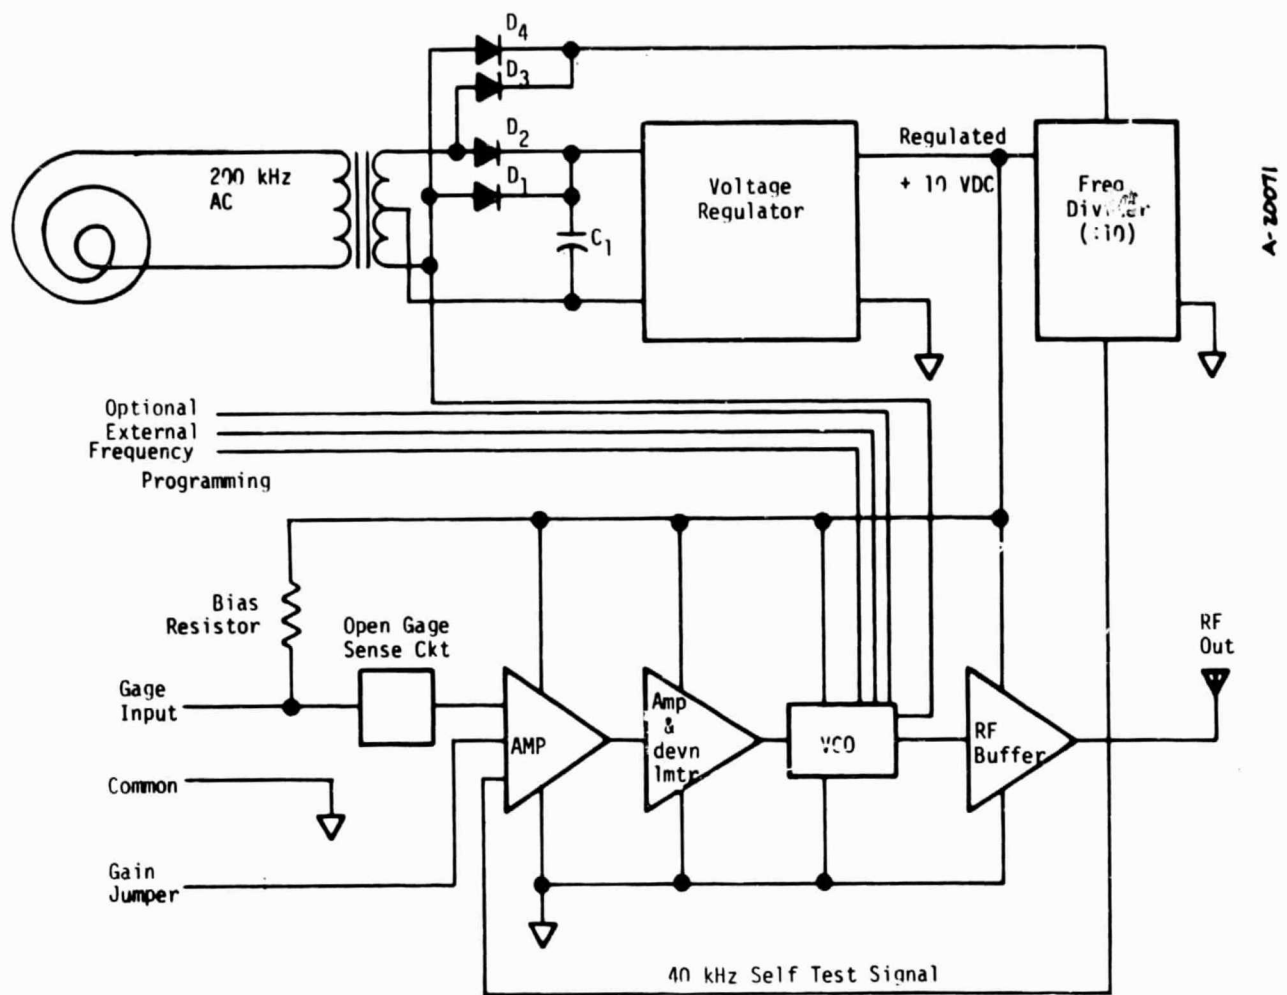 D4
D3
D2
D1
C1
200 kHz
AC
Voltage
Regulator
Regulated
+ 10 VDC
Freq
(:10)
A-20071
Optional
External
Frequency
Programming
Bias
Resistor
Open Gage
Sense Ckt
Gage
Input
Common
Gain
Jumper
AMP
Amp
&
devn
lmtr
VCO
RF
Buffer
RF
Out
40 kHz Self Test Signal